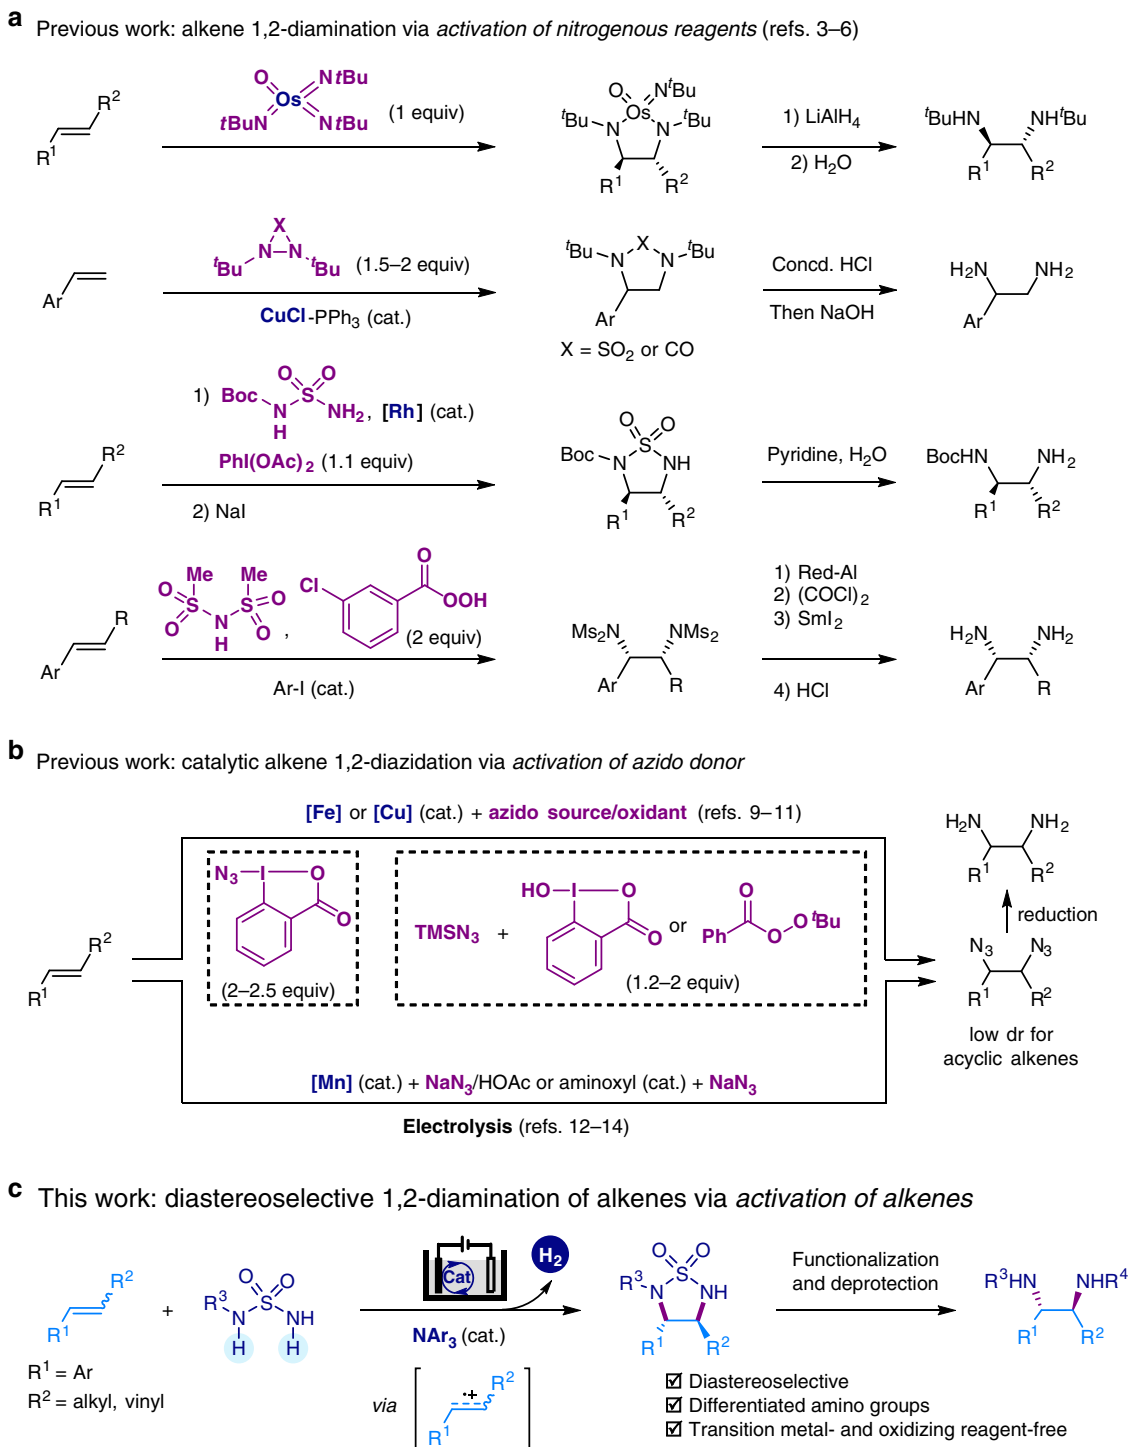 a Previous work: alkene 1,2-diamination via activation of nitrogenous reagents (refs. 3–6)
R1 R2
O Os NtBu tBuN NtBu (1 equiv)
O NtBu Os tBu N N tBu R1 R2
1) LiAlH4
2) H2O
tBuHN NHtBu R1 R2
Ar
X N N tBu tBu (1.5–2 equiv)
CuCl-PPh3 (cat.)
tBu N X N tBu Ar
X = SO2 or CO
Concd. HCl
Then NaOH
H2N NH2 Ar
R1 R2
1) Boc N H S O O NH2, [Rh] (cat.)
PhI(OAc)2 (1.1 equiv)
2) NaI
O O S Boc N NH R1 R2
Pyridine, H2O
BocHN NH2 R1 R2
Ar R
Me Me O S O N H S O O , Cl O OOH (2 equiv)
Ar-I (cat.)
Ms2N NMs2 Ar R
1) Red-Al
2) (COCl)2
3) SmI2
4) HCl
H2N NH2 Ar R
b Previous work: catalytic alkene 1,2-diazidation via activation of azido donor
[Fe] or [Cu] (cat.) + azido source/oxidant (refs. 9–11)
R1 R2
N3 I O O
(2–2.5 equiv)
TMSN3 + HO I O O or Ph O O O tBu
(1.2–2 equiv)
[Mn] (cat.) + NaN3/HOAc or aminoxyl (cat.) + NaN3
Electrolysis (refs. 12–14)
H2N NH2 R1 R2
reduction
N3 N3 R1 R2
low dr for
acyclic alkenes
c This work: diastereoselective 1,2-diamination of alkenes via activation of alkenes
R1 R2
R1 = Ar
R2 = alkyl, vinyl
+
R3 N H O O S NH H
Cat H2
NAr3 (cat.)
via R1 •+ R2
O O S R3 N NH R1 R2
Functionalization
and deprotection
R3HN NHR4 R1 R2
☑ Diastereoselective
☑ Differentiated amino groups
☑ Transition metal- and oxidizing reagent-free